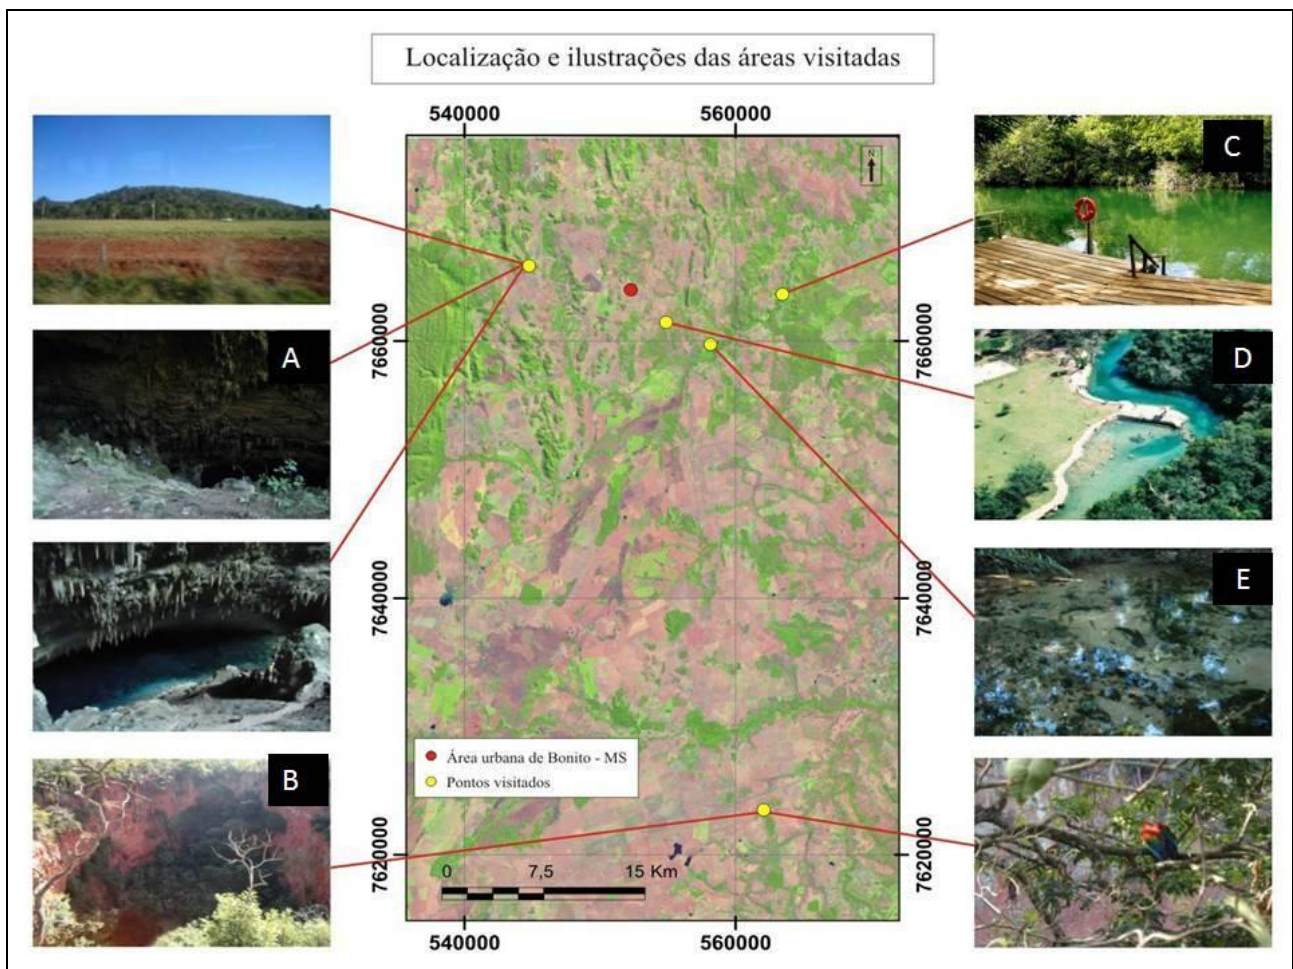 Localização e ilustrações das áreas visitadas
540000
560000
N
7660000
7660000
7640000
7640000
7620000
7620000
A
B
C
D
E
Área urbana de Bonito - MS
Pontos visitados
0
7,5
15 Km
540000
560000